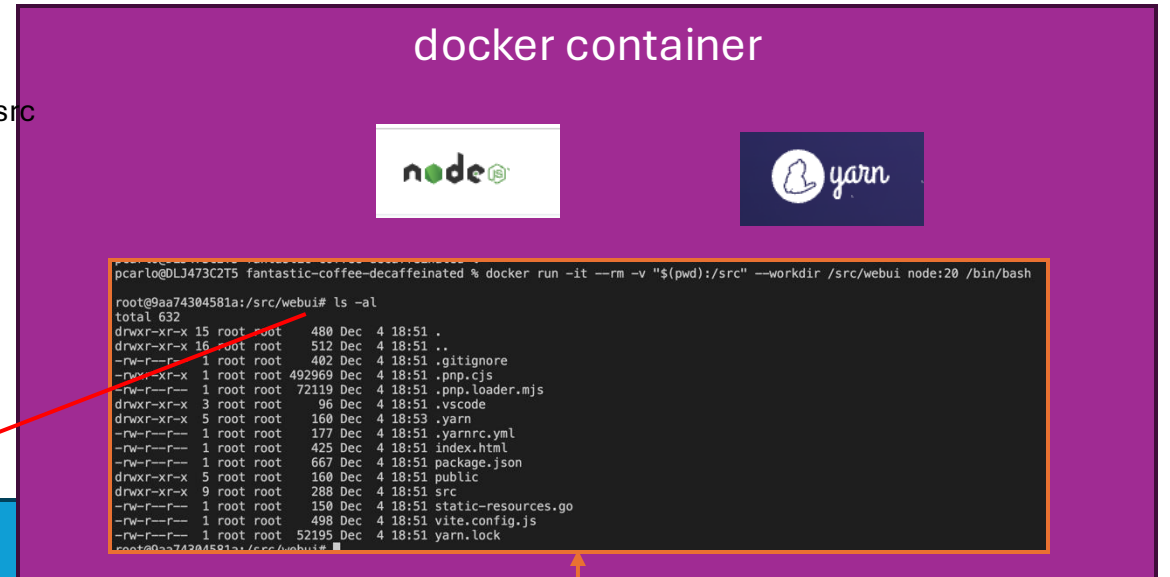 docker container
src
node JS
yarn
pcarlo@DLJ473C2T5 fantastic-coffee-decaffeinated % docker run -it --rm -v "$(pwd):/src" --workdir /src/webui node:20 /bin/bash
root@9aa74304581a:/src/webui# ls -al
total 632
drwxr-xr-x 15 root root 480 Dec 4 18:51 .
drwxr-xr-x 16 root root 512 Dec 4 18:51 ..
-rw-r--r-- 1 root root 402 Dec 4 18:51 .gitignore
-rwxr-xr-x 1 root root 492969 Dec 4 18:51 .pnp.cjs
-rw-r--r-- 1 root root 72119 Dec 4 18:51 .pnp.loader.mjs
drwxr-xr-x 3 root root 96 Dec 4 18:51 .vscode
drwxr-xr-x 5 root root 160 Dec 4 18:53 .yarn
-rw-r--r-- 1 root root 177 Dec 4 18:51 .yarnrc.yml
-rw-r--r-- 1 root root 425 Dec 4 18:51 index.html
-rw-r--r-- 1 root root 667 Dec 4 18:51 package.json
drwxr-xr-x 5 root root 160 Dec 4 18:51 public
drwxr-xr-x 9 root root 288 Dec 4 18:51 src
-rw-r--r-- 1 root root 150 Dec 4 18:51 static-resources.go
-rw-r--r-- 1 root root 498 Dec 4 18:51 vite.config.js
-rw-r--r-- 1 root root 52195 Dec 4 18:51 yarn.lock
root@9aa74304581a:/src/webui#